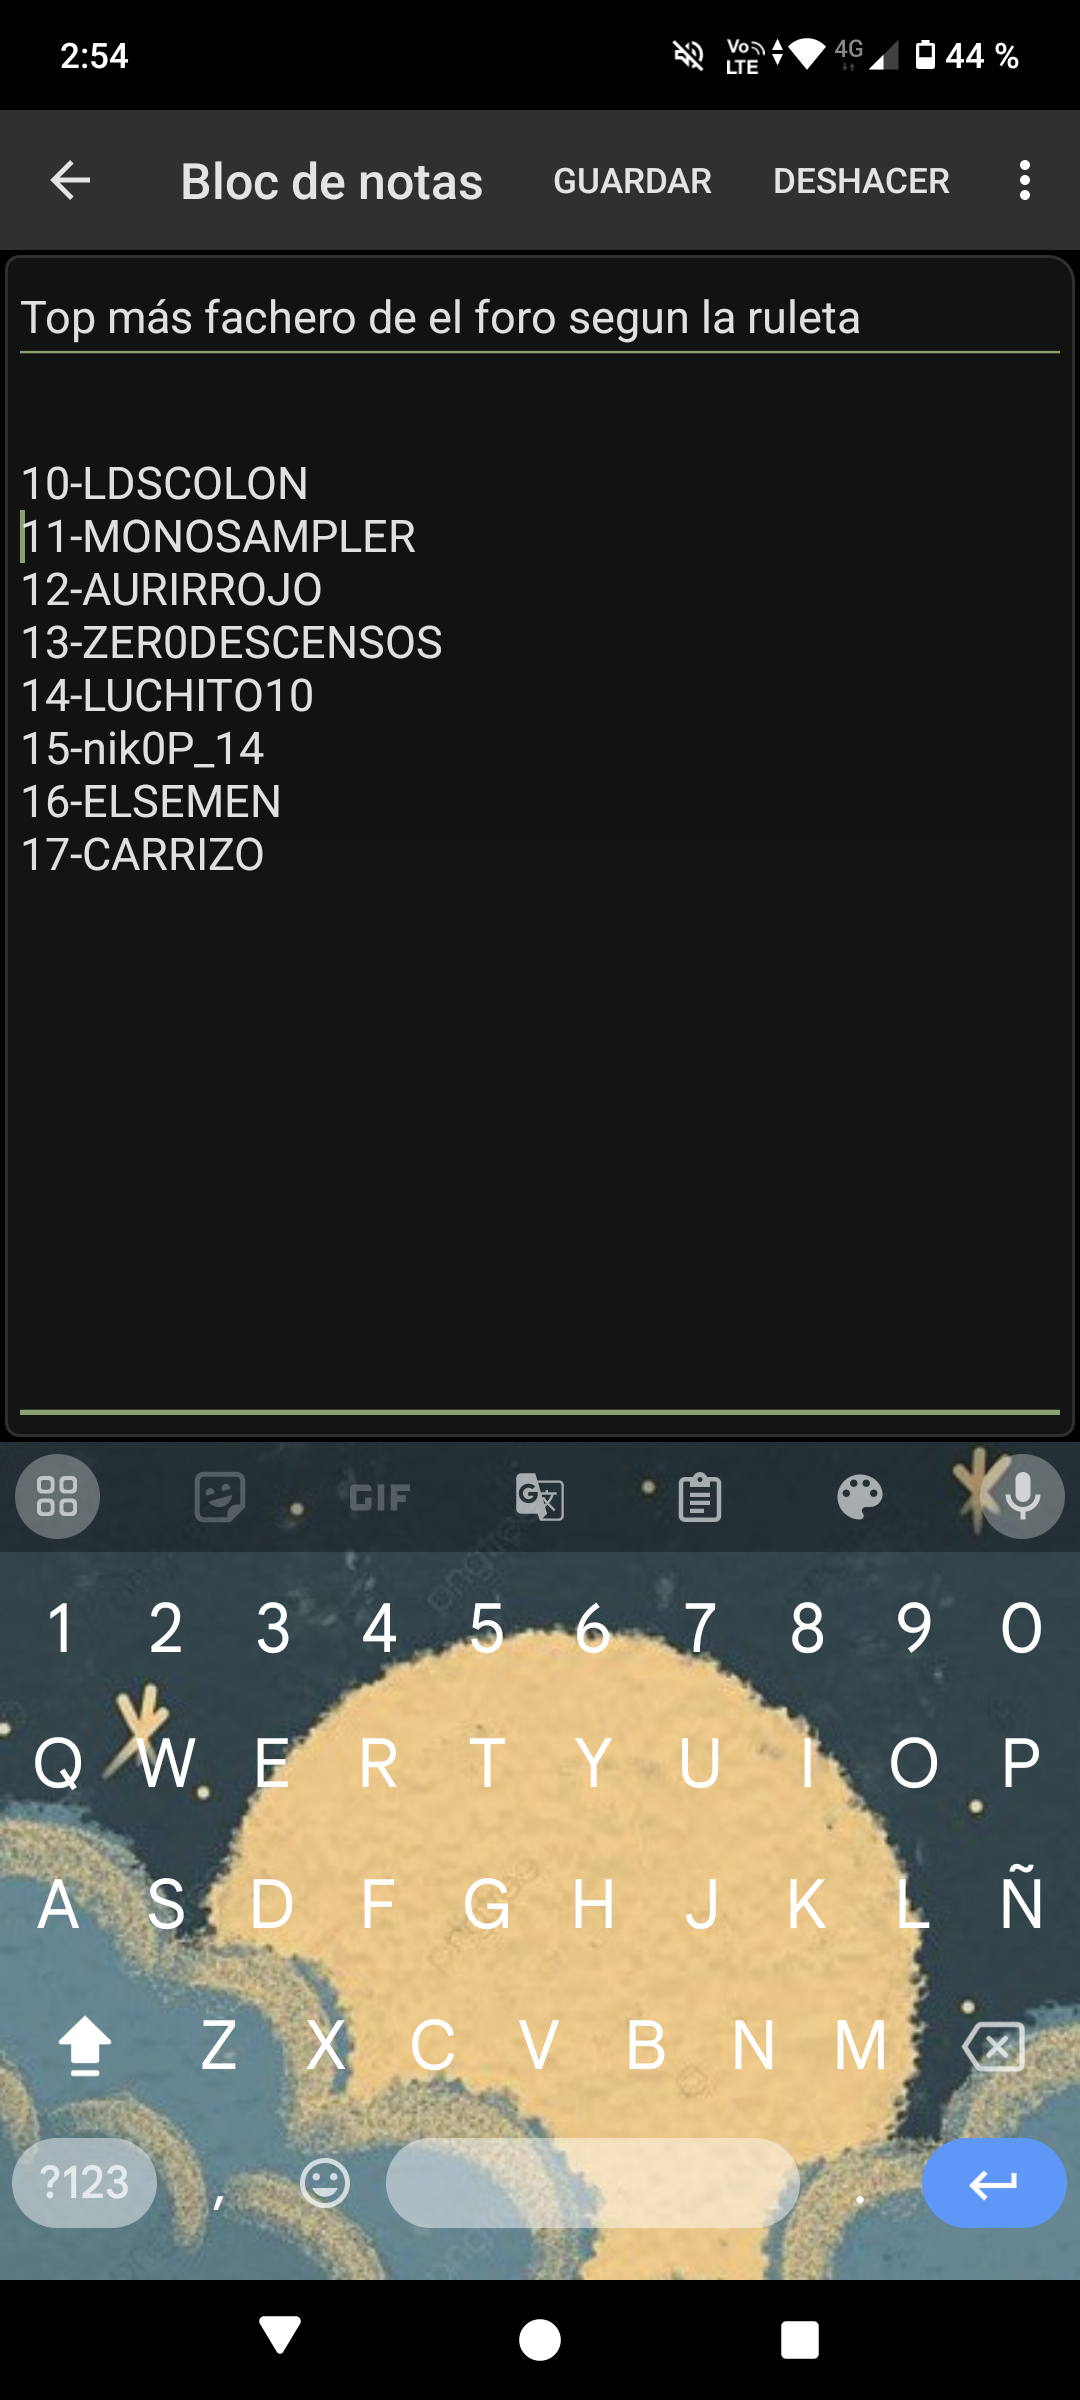 2:54
Vo LTE
4G
44 %
Bloc de notas GUARDAR DESHACER
Top más fachero de el foro segun la ruleta
10-LDSCOLON
11-MONOSAMPLER
12-AURIRROJO
13-ZER0DESCENSOS
14-LUCHITO10
15-nik0P_14
16-ELSEMEN
17-CARRIZO
GIF
1 2 3 4 5 6 7 8 9 0
Q W E R T Y U I O P
A S D F G H J K L Ñ
Z X C V B N M
?123 , .